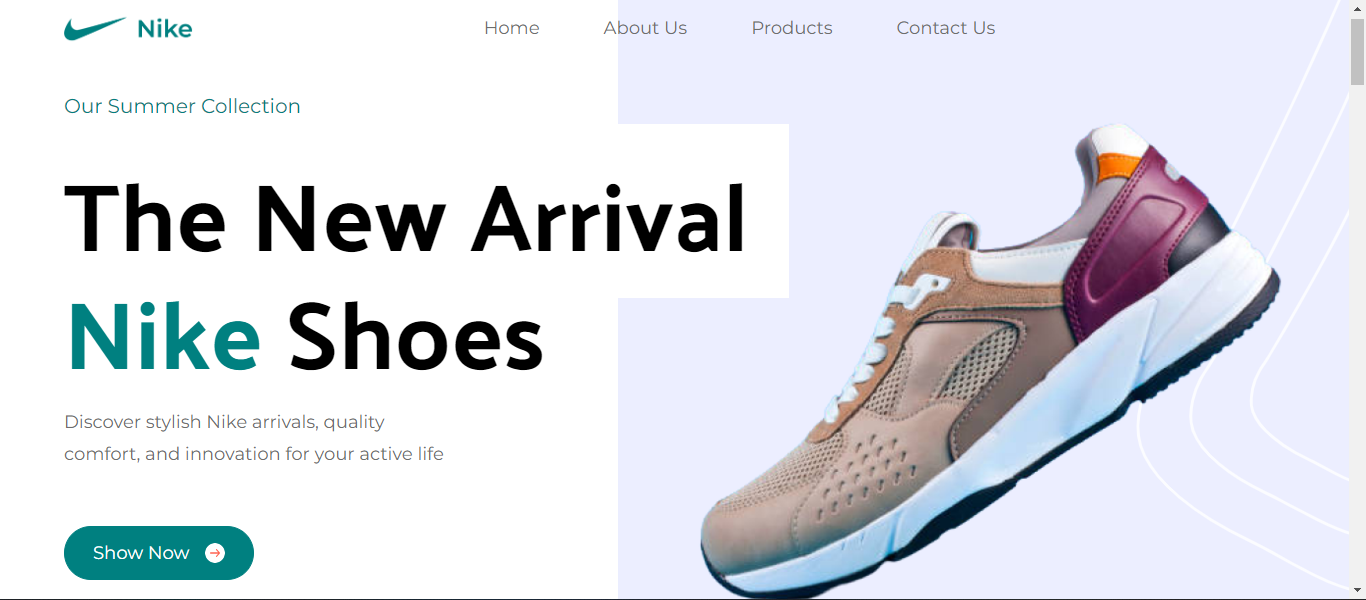 Nike
Home About Us Products Contact Us
Our Summer Collection
The New Arrival
Nike Shoes
Discover stylish Nike arrivals, quality
comfort, and innovation for your active life
Show Now